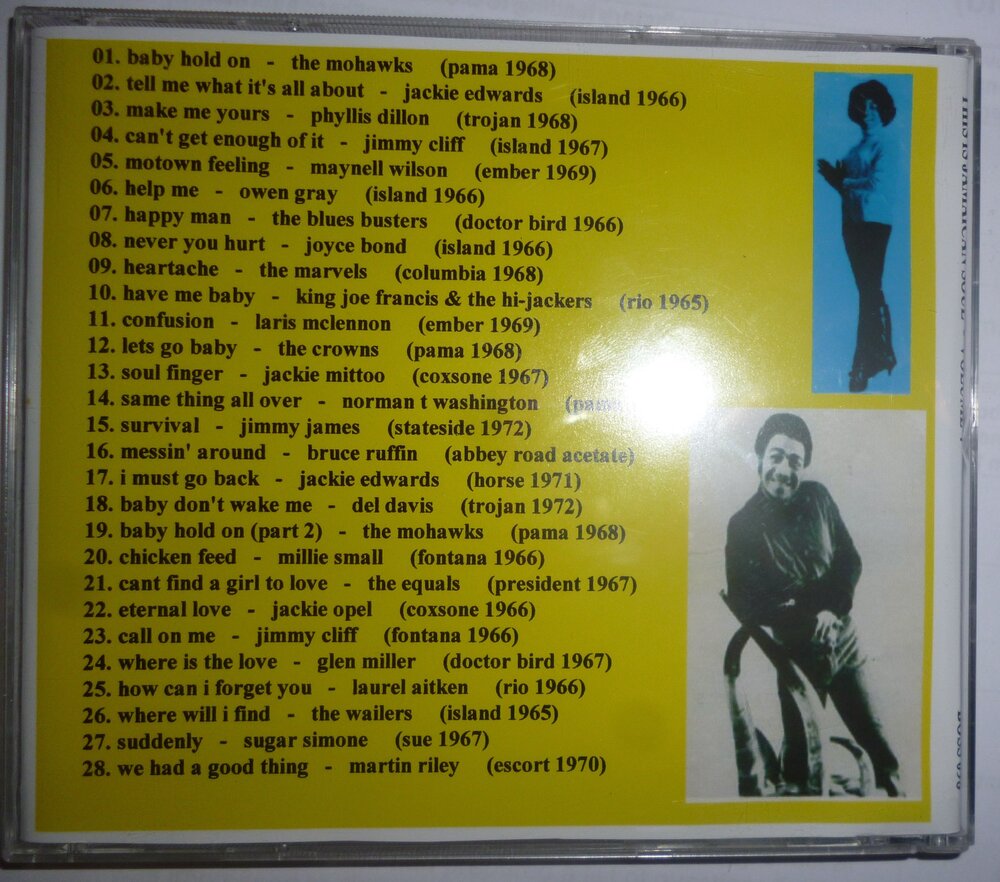 01. baby hold on - the mohawks (pama 1968)
02. tell me what it's all about - jackie edwards (island 1966)
03. make me yours - phyllis dillon (trojan 1968)
04. can't get enough of it - jimmy cliff (island 1967)
05. motown feeling - maynell wilson (ember 1969)
06. help me - owen gray (island 1966)
07. happy man - the blues busters (doctor bird 1966)
08. never you hurt - joyce bond (island 1966)
09. heartache - the marvels (columbia 1968)
10. have me baby - king joe francis & the hi-jackers (rio 1965)
11. confusion - laris mclennon (ember 1969)
12. lets go baby - the crowns (pama 1968)
13. soul finger - jackie mittoo (coxsone 1967)
14. same thing all over - norman t washington (pama
15. survival - jimmy james (stateside 1972)
16. messin' around - bruce ruffin (abbey road acetate)
17. i must go back - jackie edwards (horse 1971)
18. baby don't wake me - del davis (trojan 1972)
19. baby hold on (part 2) - the mohawks (pama 1968)
20. chicken feed - millie small (fontana 1966)
21. cant find a girl to love - the equals (president 1967)
22. eternal love - jackie opel (coxsone 1966)
23. call on me - jimmy cliff (fontana 1966)
24. where is the love - glen miller (doctor bird 1967)
25. how can i forget you - laurel aitken (rio 1966)
26. where will i find - the wailers (island 1965)
27. suddenly - sugar simone (sue 1967)
28. we had a good thing - martin riley (escort 1970)